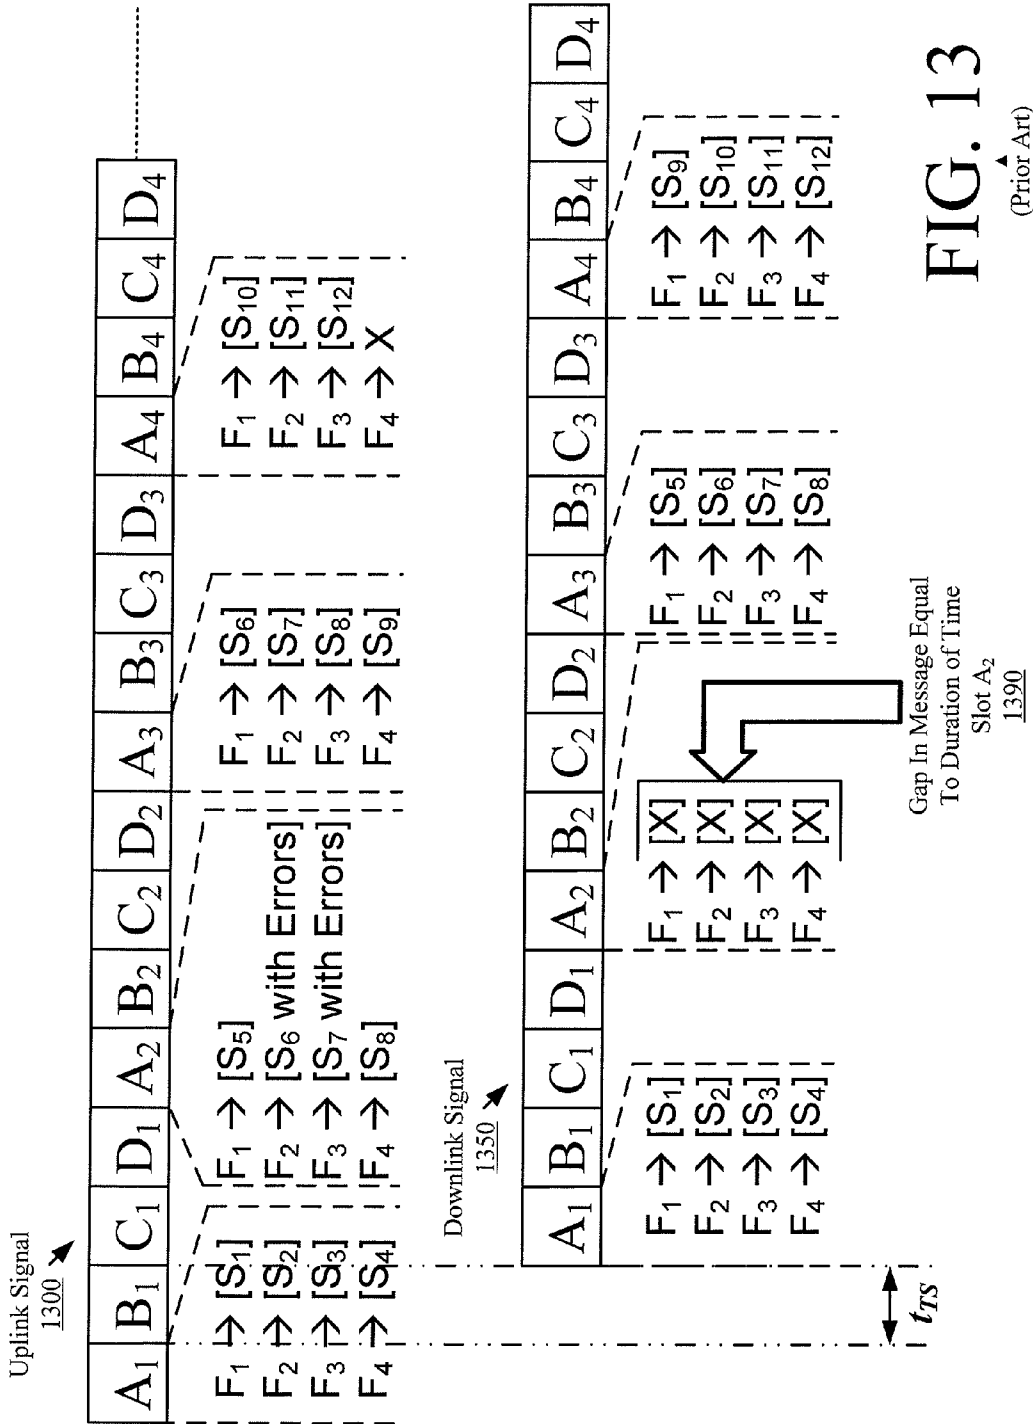 Uplink Signal
1300
A1 B1 C1 D1 A2 B2 C2 D2 A3 B3 C3 D3 A4 B4 C4 D4
F1 → [S1]
F2 → [S2]
F3 → [S3]
F4 → [S4]
F1 → [S5]
F2 → [S6 with Errors]
F3 → [S7 with Errors]
F4 → [S8]
F1 → [S6]
F2 → [S7]
F3 → [S8]
F4 → [S9]
F1 → [S10]
F2 → [S11]
F3 → [S12]
F4 → X
Downlink Signal
1350
A1 B1 C1 D1 A2 B2 C2 D2 A3 B3 C3 D3 A4 B4 C4 D4
F1 → [S1]
F2 → [S2]
F3 → [S3]
F4 → [S4]
F1 → [X]
F2 → [X]
F3 → [X]
F4 → [X]
F1 → [S5]
F2 → [S6]
F3 → [S7]
F4 → [S8]
F1 → [S9]
F2 → [S10]
F3 → [S11]
F4 → [S12]
tTS
Gap In Message Equal
To Duration of Time
Slot A2
1390
FIG. 13
(Prior Art)